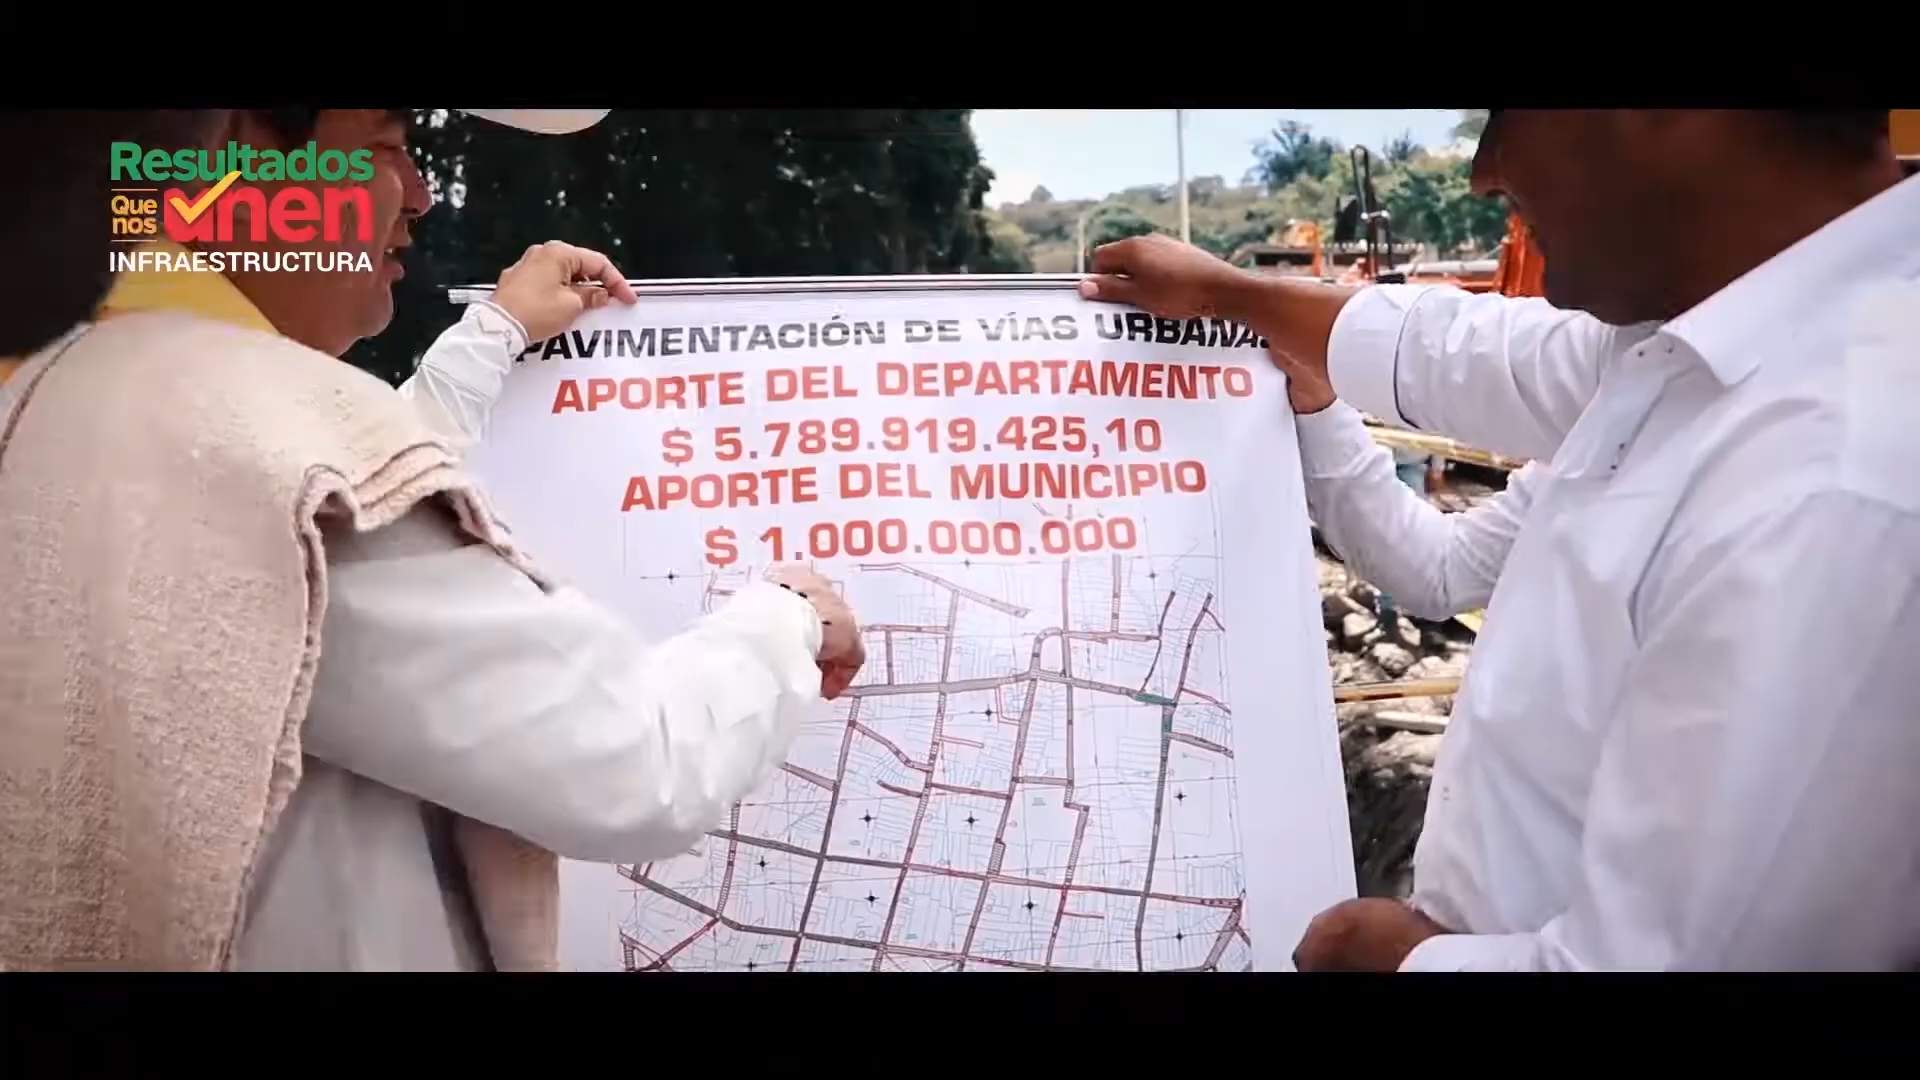 Resultados
Que nos unen
INFRAESTRUCTURA
PAVIMENTACIÓN DE VÍAS URBANAS
APORTE DEL DEPARTAMENTO
$ 5.789.919.425,10
APORTE DEL MUNICIPIO
$ 1.000.000.000